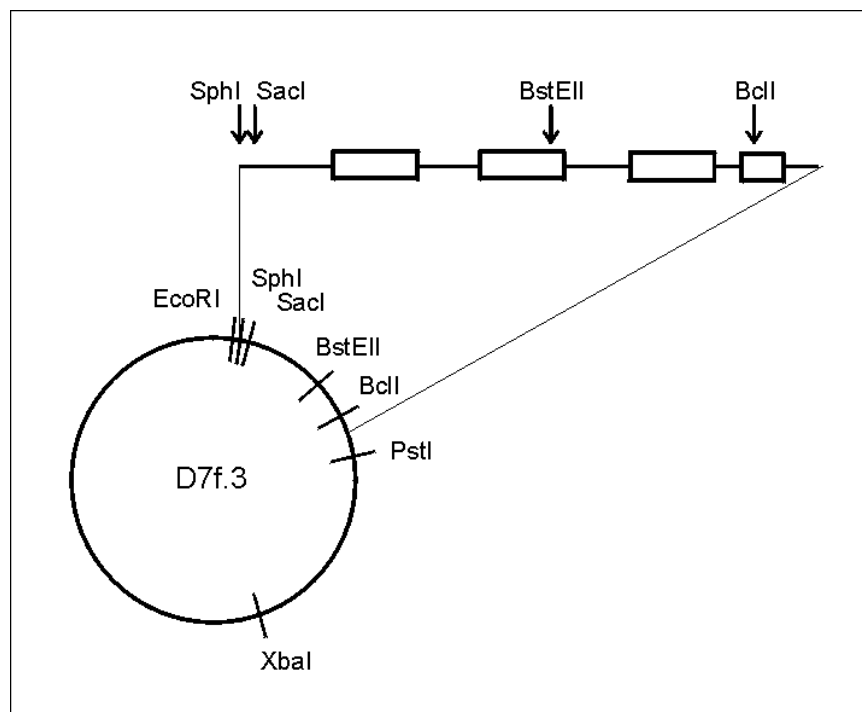 SphI SacI BstEII BclI
SphI
EcoRI SacI
BstEII
BclI
PstI
D7f.3
XbaI